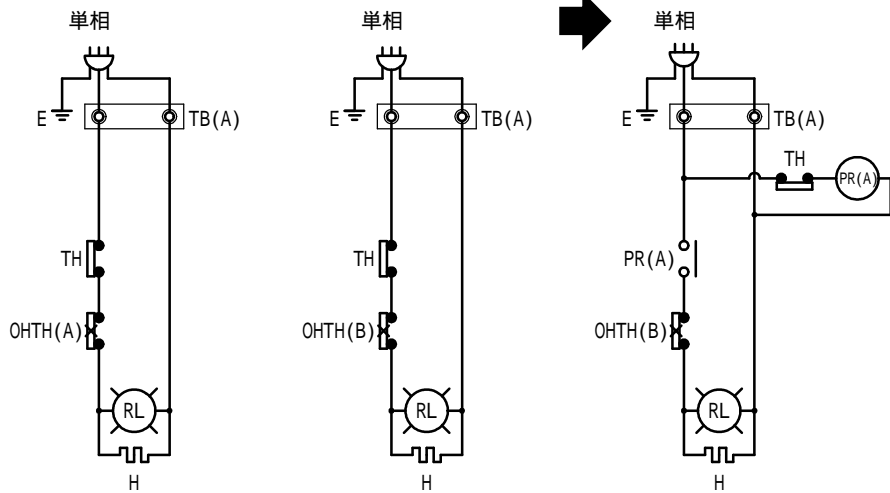 単相
E
TB(A)
TH
OHTH(A)
RL
H
単相
E
TB(A)
TH
OHTH(B)
RL
H
単相
E
TB(A)
TH
PR(A)
PR(A)
OHTH(B)
RL
H